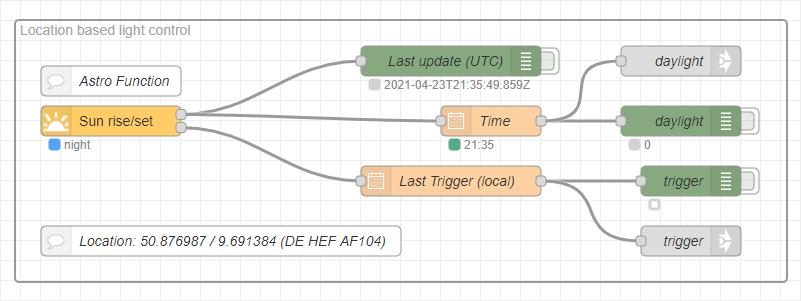 Location based light control
Last update (UTC)
2021-04-23T21:35:49.859Z
daylight
Astro Function
Sun rise/set
night
Time
21:35
daylight
0
Last Trigger (local)
trigger
Location: 50.876987 / 9.691384 (DE HEF AF104)
trigger